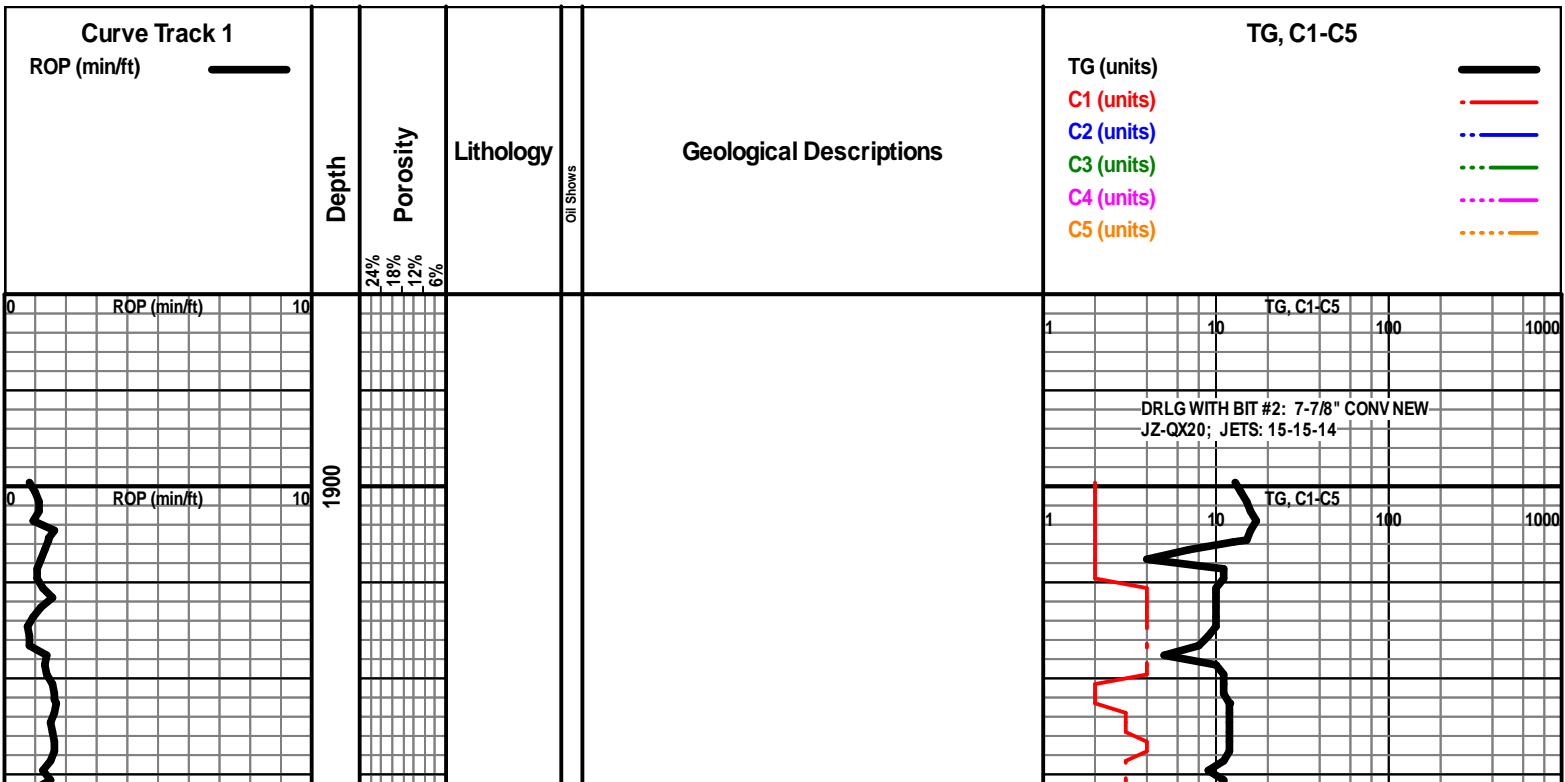 Curve Track 1
ROP (min/ft)
Depth
Porosity
24%
18%
12%
6%
Lithology
Oil Shows
Geological Descriptions
TG, C1-C5
TG (units)
C1 (units)
C2 (units)
C3 (units)
C4 (units)
C5 (units)
0 ROP (min/ft) 10
TG, C1-C5
1 10 100 1000
DRLG WITH BIT #2: 7-7/8" CONV NEW
JZ-QX20; JETS: 15-15-14
1900
0 ROP (min/ft) 10
TG, C1-C5
1 10 100 1000